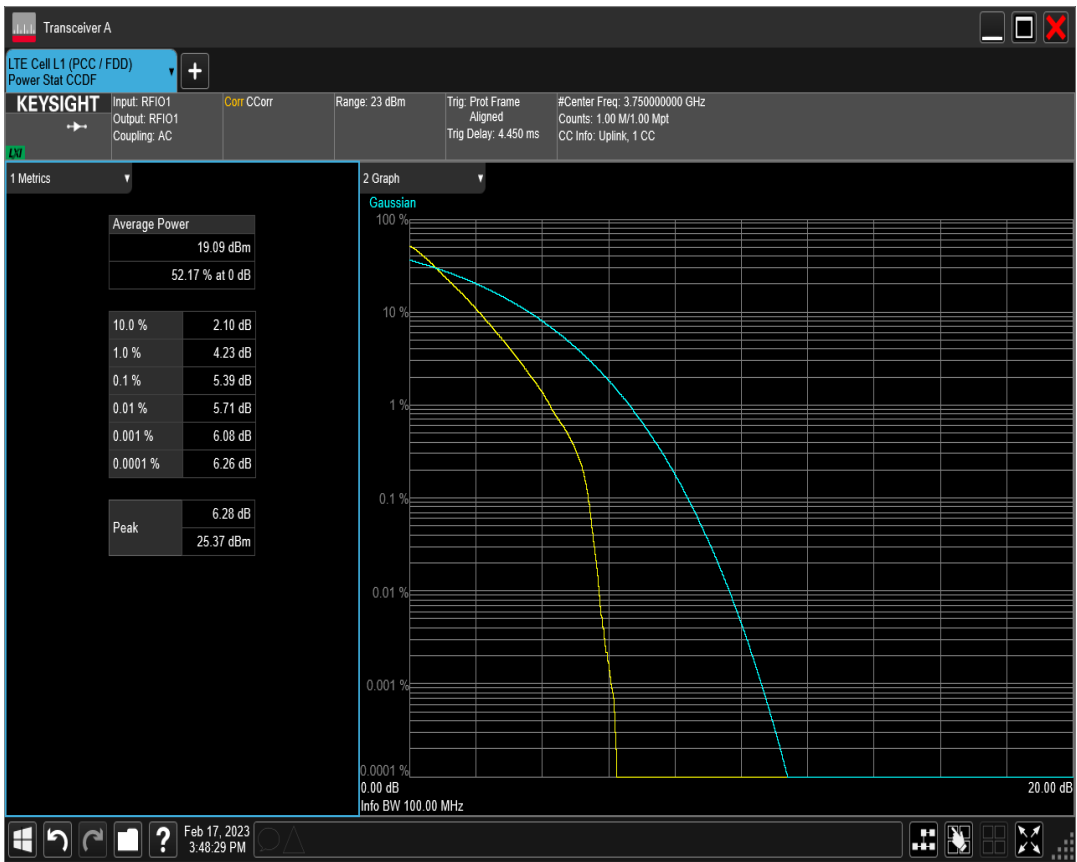 Transceiver A
LTE Cell L1 (PCC / FDD)
Power Stat CCDF
+
KEYSIGHT
LXI
Input: RFIO1
Output: RFIO1
Coupling: AC
Corr CCorr
Range: 23 dBm
Trig: Prot Frame
Aligned
Trig Delay: 4.450 ms
#Center Freq: 3.750000000 GHz
Counts: 1.00 M/1.00 Mpt
CC Info: Uplink, 1 CC
1 Metrics
Average Power
19.09 dBm
52.17 % at 0 dB
10.0 % 2.10 dB
1.0 % 4.23 dB
0.1 % 5.39 dB
0.01 % 5.71 dB
0.001 % 6.08 dB
0.0001 % 6.26 dB
Peak
6.28 dB
25.37 dBm
2 Graph
Gaussian
100 %
10 %
1 %
0.1 %
0.01 %
0.001 %
0.0001 %
0.00 dB 20.00 dB
Info BW 100.00 MHz
?
Feb 17, 2023
3:48:29 PM